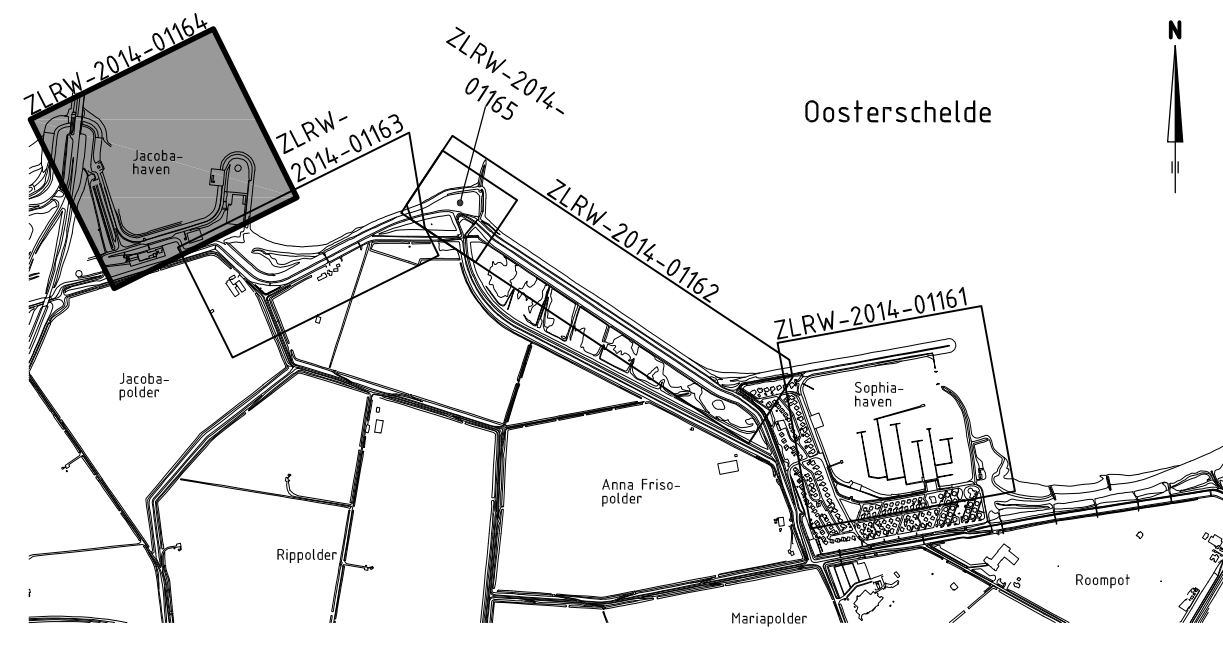 ZLRW-2014-01164
ZLRW-
2014-01163
ZLRW-2014-
01165
ZLRW-2014-01162
ZLRW-2014-01161
Oosterschelde
N
Jacoba-
haven
Jacoba-
polder
Sophia-
haven
Anna Friso-
polder
Rippolder
Roompot
Mariapolder